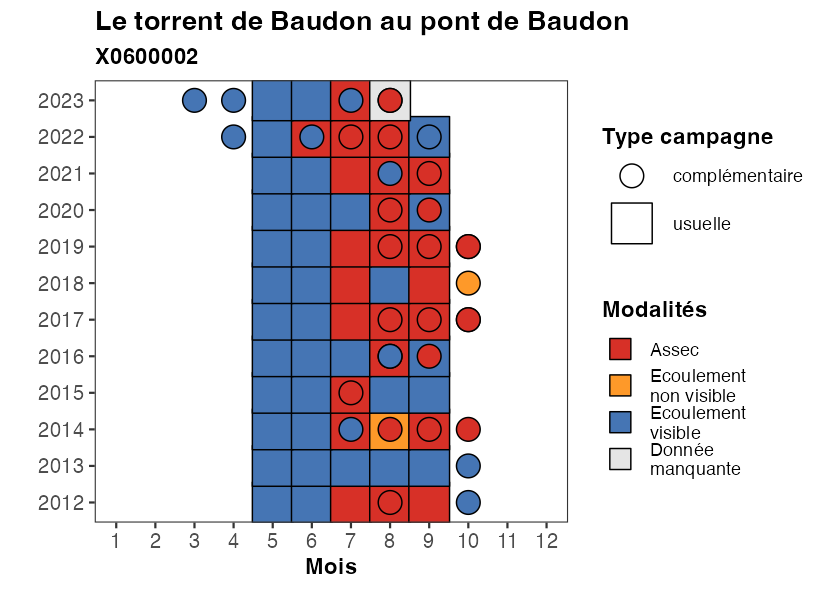 Le torrent de Baudon au pont de Baudon
X0600002
2023
2022
2021
2020
2019
2018
2017
2016
2015
2014
2013
2012
1 2 3 4 5 6 7 8 9 10 11 12
Mois
Type campagne
complémentaire
usuelle
Modalités
Assec
Ecoulement
non visible
Ecoulement
visible
Donnée
manquante